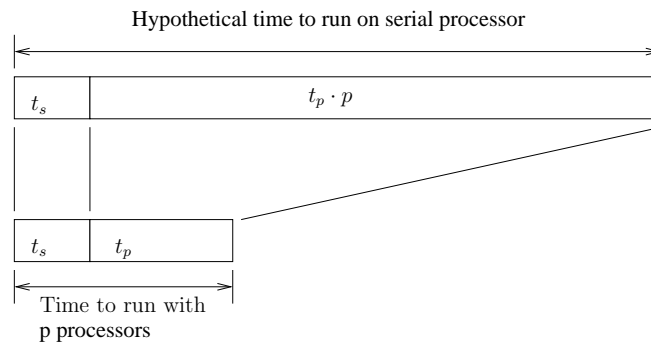 Hypothetical time to run on serial processor
t_s t_p · p
t_s t_p
Time to run with
p processors